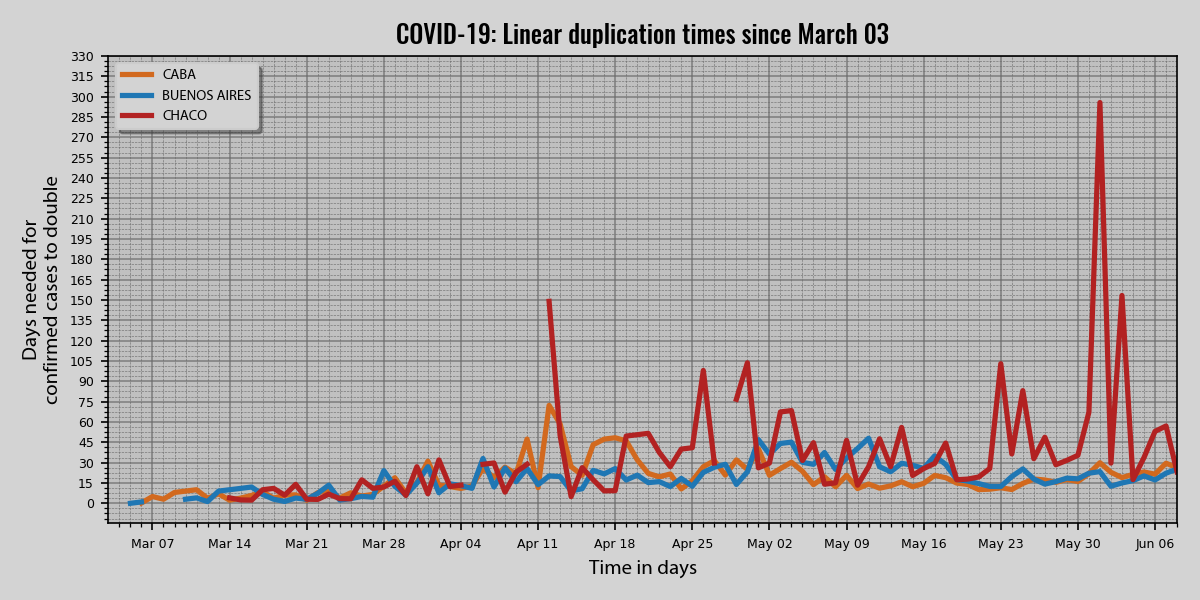 COVID-19: Linear duplication times since March 03
CABA
BUENOS AIRES
CHACO
Days needed for
confirmed cases to double
330
315
300
285
270
255
240
225
210
195
180
165
150
135
120
105
90
75
60
45
30
15
0
Mar 07 Mar 14 Mar 21 Mar 28 Apr 04 Apr 11 Apr 18 Apr 25 May 02 May 09 May 16 May 23 May 30 Jun 06
Time in days